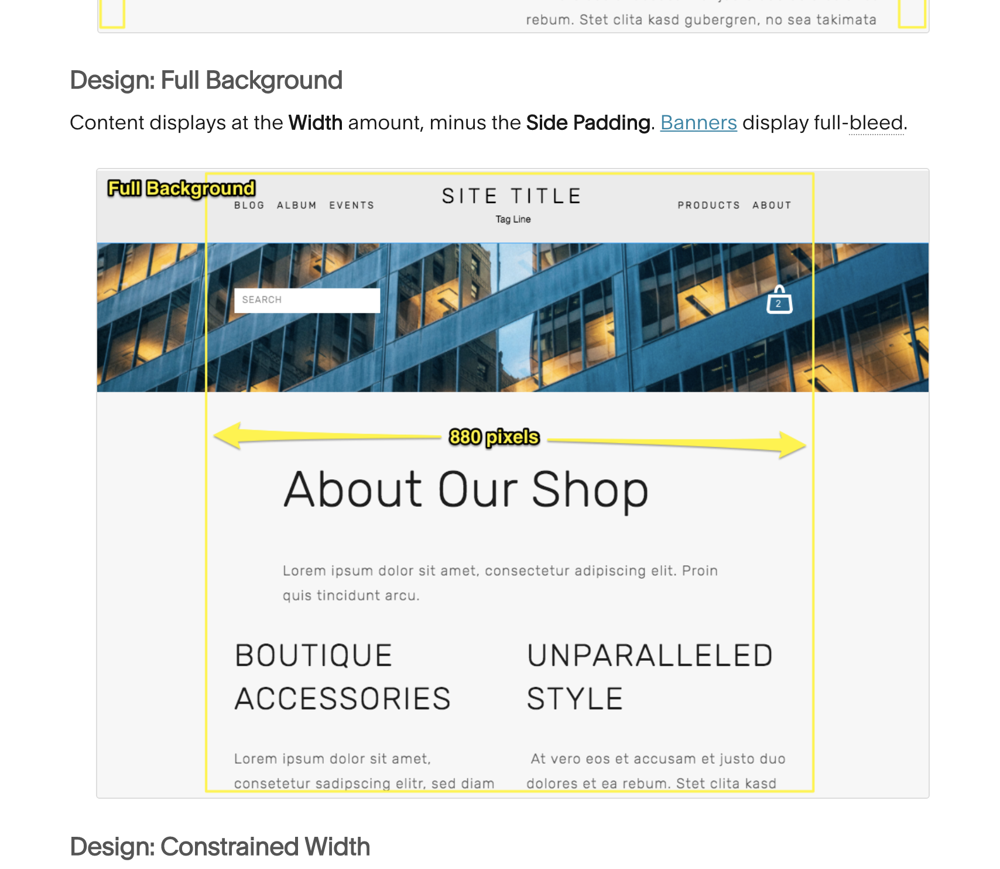 rebum. Stet clita kasd gubergren, no sea takimata
Design: Full Background
Content displays at the Width amount, minus the Side Padding. Banners display full-bleed.
Full Background
SITE TITLE
BLOG ALBUM EVENTS
PRODUCTS ABOUT
Tag Line
SEARCH
2
880 pixels
About Our Shop
Lorem ipsum dolor sit amet, consectetur adipiscing elit. Proin
quis tincidunt arcu.
BOUTIQUE
ACCESSORIES
UNPARALLELED
STYLE
Lorem ipsum dolor sit amet,
consetetur sadipscing elitr, sed diam
At vero eos et accusam et justo duo
dolores et ea rebum. Stet clita kasd
Design: Constrained Width